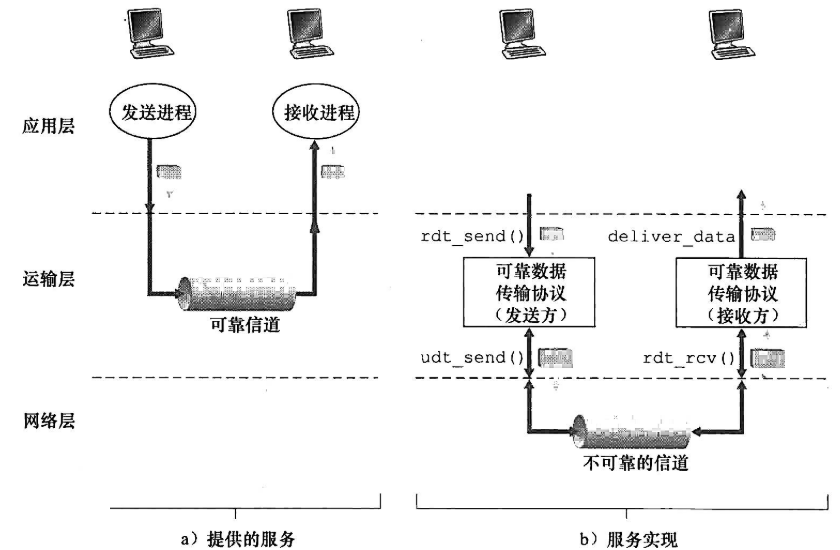 发送进程
接收进程
应用层
rdt_send()
deliver_data
运输层
可靠数据
传输协议
(发送方)
可靠数据
传输协议
(接收方)
可靠信道
udt_send()
rdt_rcv()
网络层
不可靠的信道
a) 提供的服务
b) 服务实现